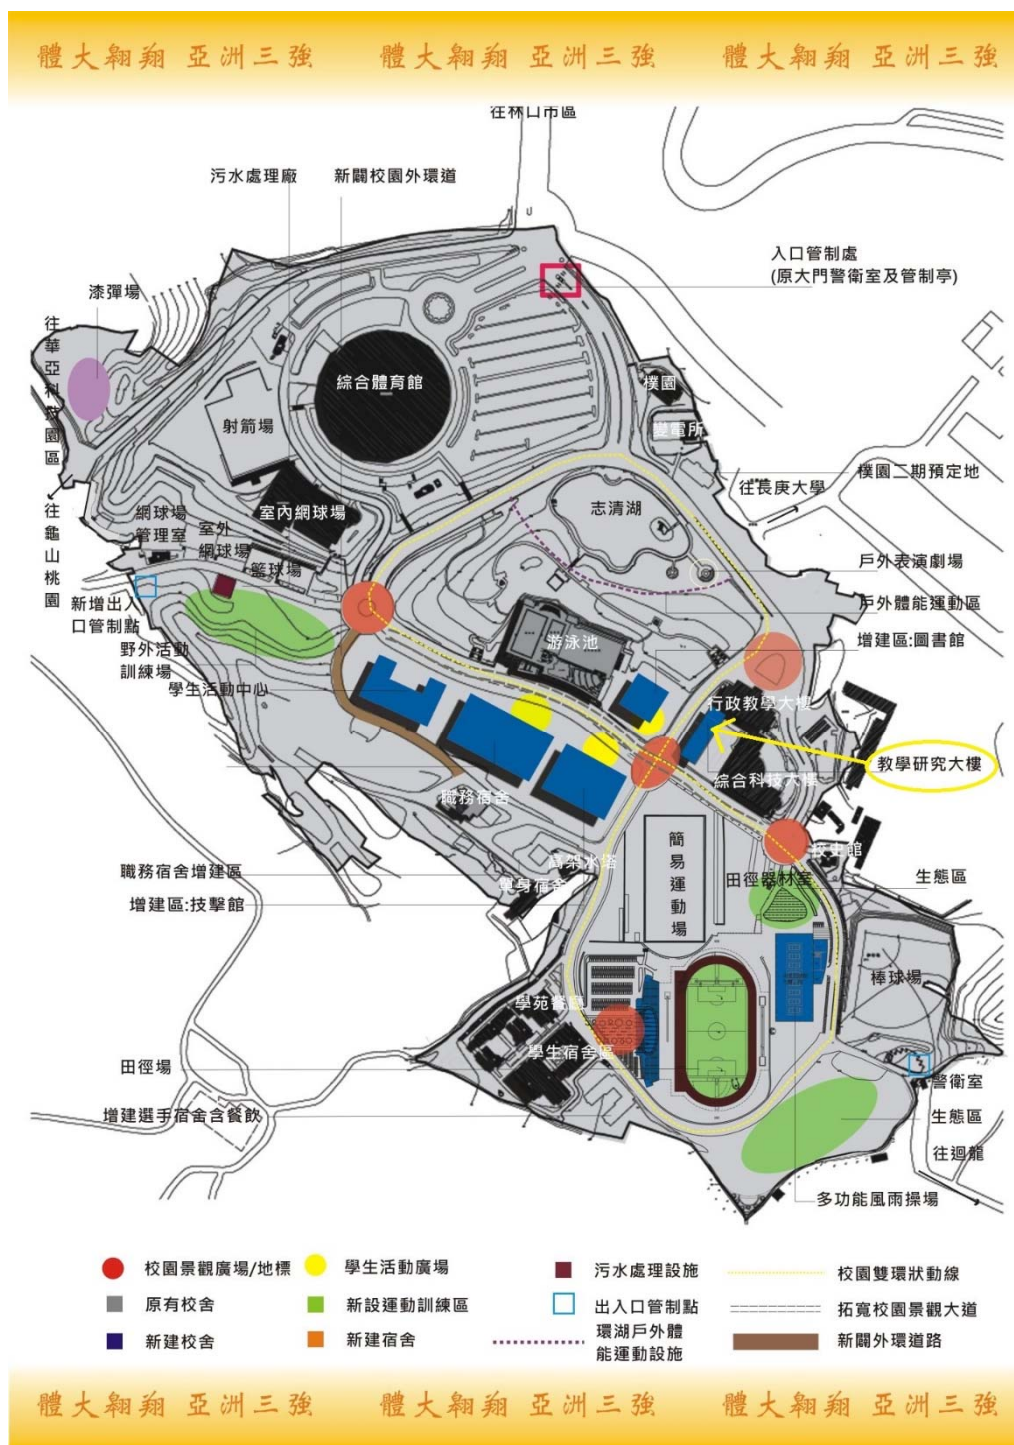 體大翱翔 亞洲三強 體大翱翔 亞洲三強 體大翱翔 亞洲三強
往林口市區
污水處理廠
新闢校園外環道
入口管制處
(原大門警衛室及管制亭)
漆彈場
往華亞科技園區
往龜山桃園
綜合體育館
樸園
射箭場
變電所
樸園二期預定地
往長庚大學
志清湖
網球場
管理室
室外
網球場
室內網球場
籃球場
戶外表演劇場
新增出入
口管制點
戶外體能運動區
野外活動
訓練場
游泳池
增建區:圖書館
學生活動中心
行政教學大樓
教學研究大樓
綜合科技大樓
職務宿舍
簡易運動場
校史館
高架水塔
單身宿舍
職務宿舍增建區
田徑器材室
生態區
增建區:技擊館
棒球場
學苑餐廳
學生宿舍區
田徑場
警衛室
增建選手宿舍含餐飲
生態區
往迴龍
多功能風雨操場
校園景觀廣場/地標
學生活動廣場
污水處理設施
校園雙環狀動線
原有校舍
新設運動訓練區
出入口管制點
拓寬校園景觀大道
新建校舍
新建宿舍
環湖戶外體
能運動設施
新闢外環道路
體大翱翔 亞洲三強 體大翱翔 亞洲三強 體大翱翔 亞洲三強